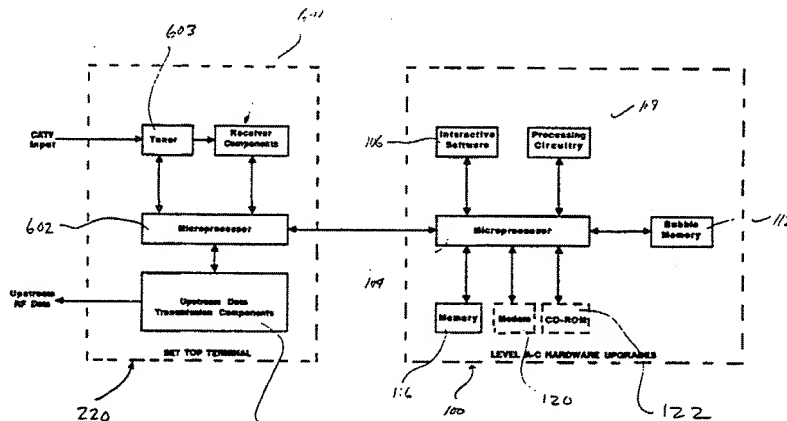 603
CATV
Input
Tuner
Receiver
Components
106
Interactive
Software
Processing
Circuitry
602
Microprocessor
Microprocessor
Bubble
Memory
Upstream
RF Data
Upstream Data
Transmission Components
104
Memory
Modem
CD-ROM
SET TOP TERMINAL
LEVEL A-C HARDWARE UPGRADES
220
100
120
122